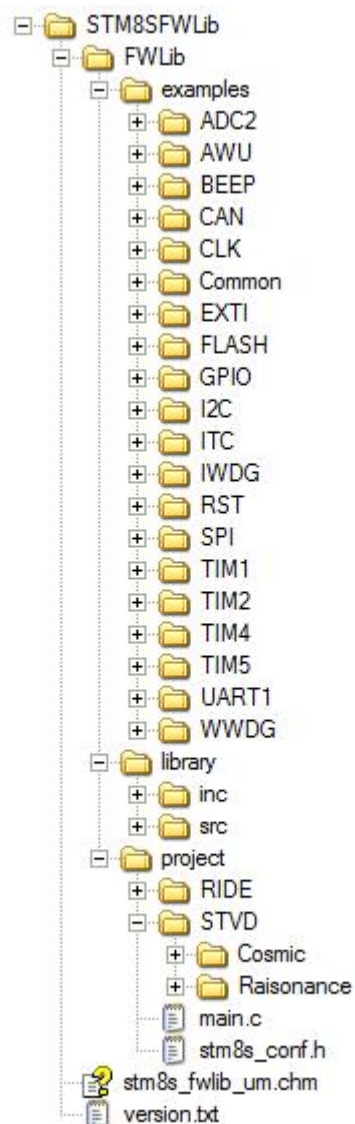 STM8SFWLib
FWLib
examples
ADC2
AWU
BEEP
CAN
CLK
Common
EXTI
FLASH
GPIO
I2C
ITC
IWDG
RST
SPI
TIM1
TIM2
TIM4
TIM5
UART1
WWDG
library
inc
src
project
RIDE
STVD
Cosmic
Raisonance
main.c
stm8s_conf.h
stm8s_fwlib_um.chm
version.txt